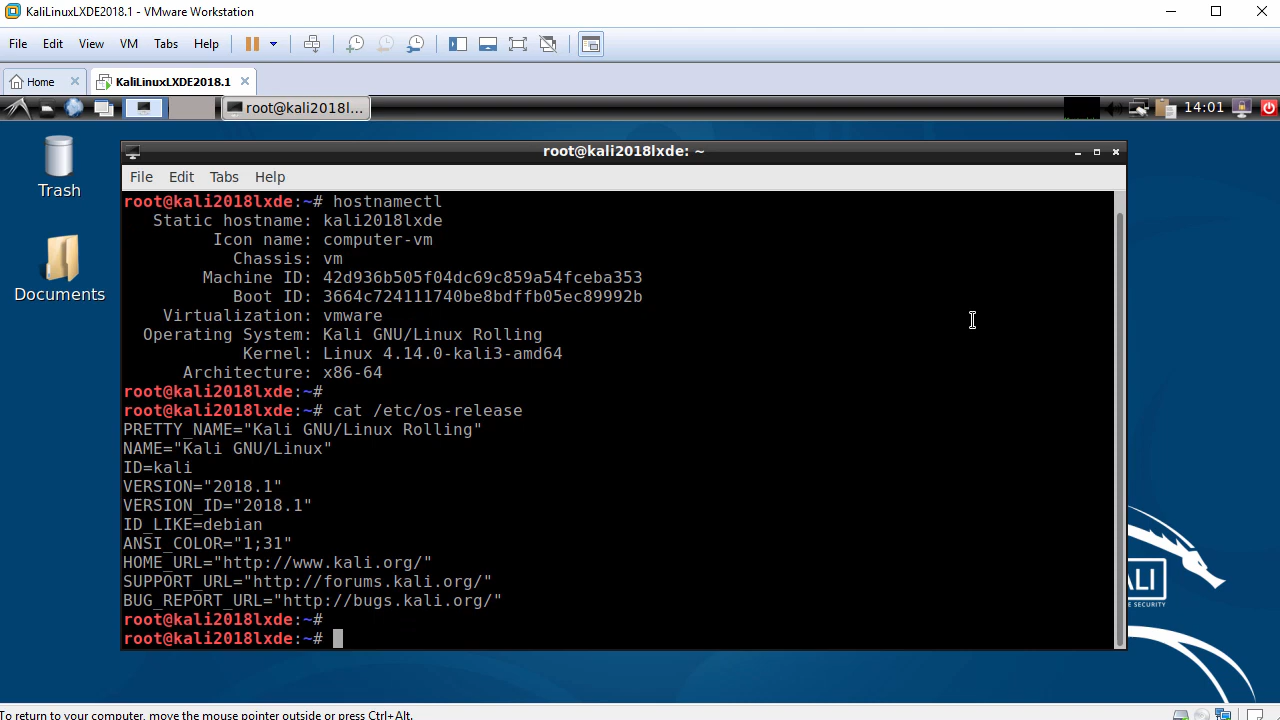 KaliLinuxLXDE2018.1 - VMware Workstation
File Edit View VM Tabs Help
Home KaliLinuxLXDE2018.1
root@kali2018l... 14:01
Trash
Documents
root@kali2018lxde: ~
File Edit Tabs Help
root@kali2018lxde:~# hostnamectl
Static hostname: kali2018lxde
Icon name: computer-vm
Chassis: vm
Machine ID: 42d936b505f04dc69c859a54fceba353
Boot ID: 3664c724111740be8bdffb05ec89992b
Virtualization: vmware
Operating System: Kali GNU/Linux Rolling
Kernel: Linux 4.14.0-kali3-amd64
Architecture: x86-64
root@kali2018lxde:~#
root@kali2018lxde:~# cat /etc/os-release
PRETTY_NAME="Kali GNU/Linux Rolling"
NAME="Kali GNU/Linux"
ID=kali
VERSION="2018.1"
VERSION_ID="2018.1"
ID_LIKE=debian
ANSI_COLOR="1;31"
HOME_URL="http://www.kali.org/"
SUPPORT_URL="http://forums.kali.org/"
BUG_REPORT_URL="http://bugs.kali.org/"
root@kali2018lxde:~#
root@kali2018lxde:~#
ALI
E SECURITY
To return to your computer, move the mouse pointer outside or press Ctrl+Alt.